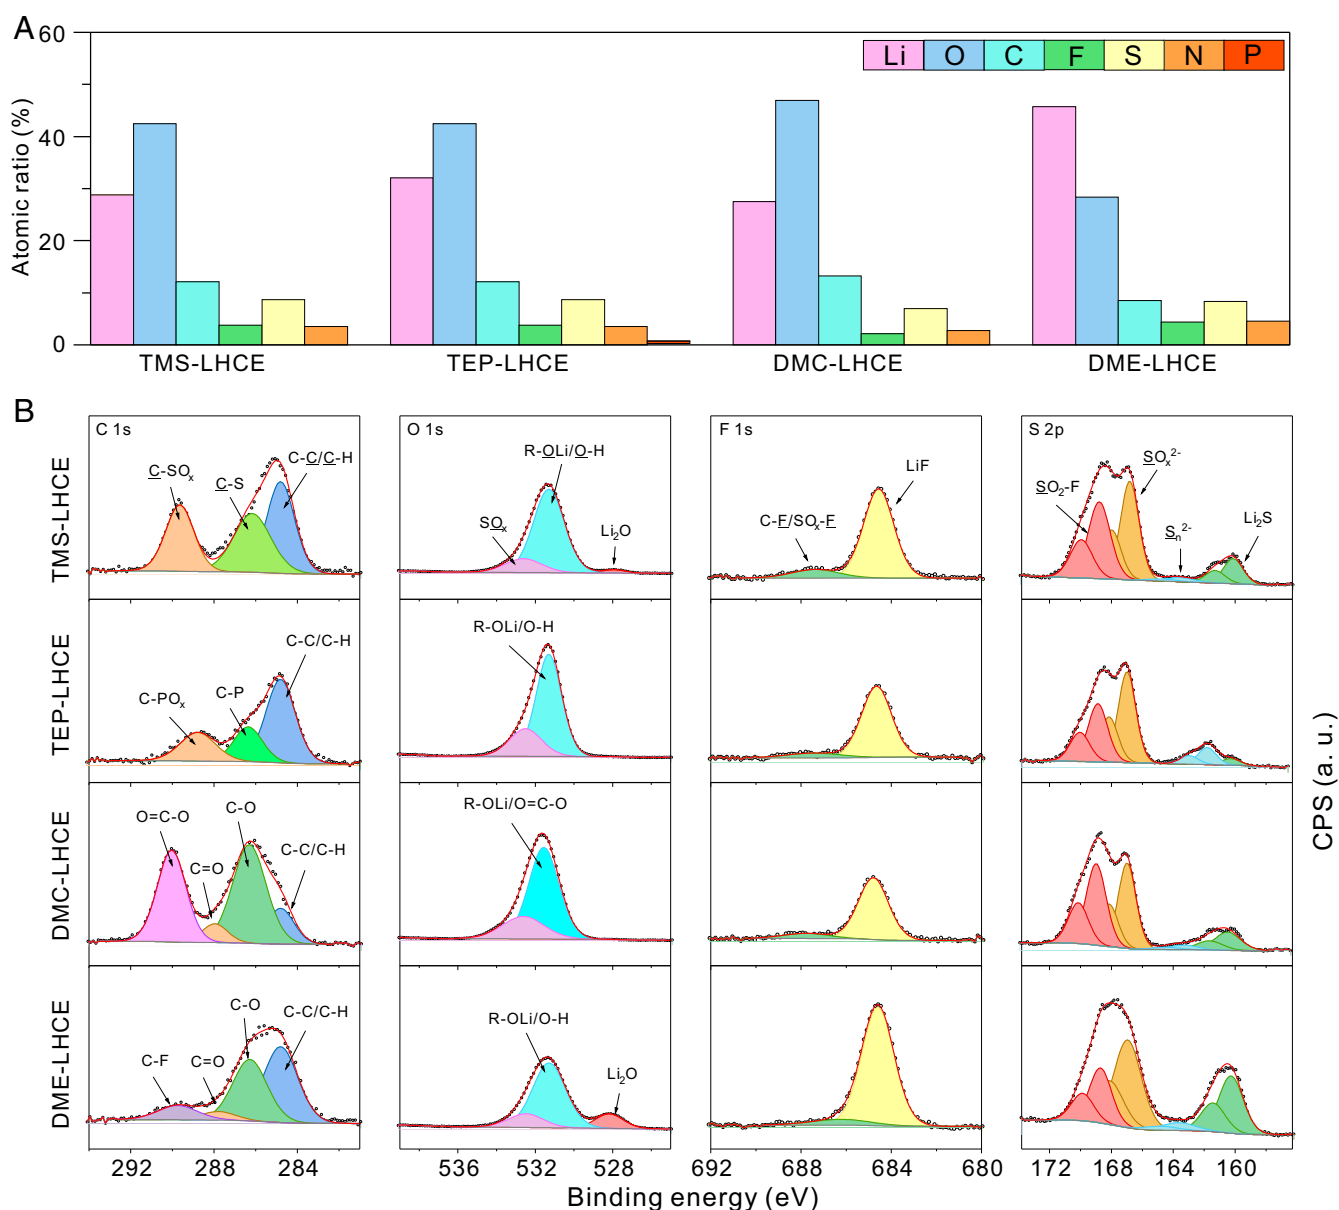 A
60
40
20
0
Atomic ratio (%)
Li O C F S N P
TMS-LHCE TEP-LHCE DMC-LHCE DME-LHCE
B
TMS-LHCE
C 1s
C-SOₓ
C-S
C-C/C-H
O 1s
R-OLi/O-H
SOₓ
Li₂O
F 1s
LiF
C-F/SOₓ-F
S 2p
SOₓ²⁻
SO₂-F
Sₙ²⁻
Li₂S
TEP-LHCE
C-POₓ
C-P
C-C/C-H
R-OLi/O-H
DMC-LHCE
O=C-O
C=O
C-O
C-C/C-H
R-OLi/O=C-O
DME-LHCE
C-F
C=O
C-O
C-C/C-H
R-OLi/O-H
Li₂O
CPS (a. u.)
292 288 284 536 532 528 692 688 684 680 172 168 164 160
Binding energy (eV)